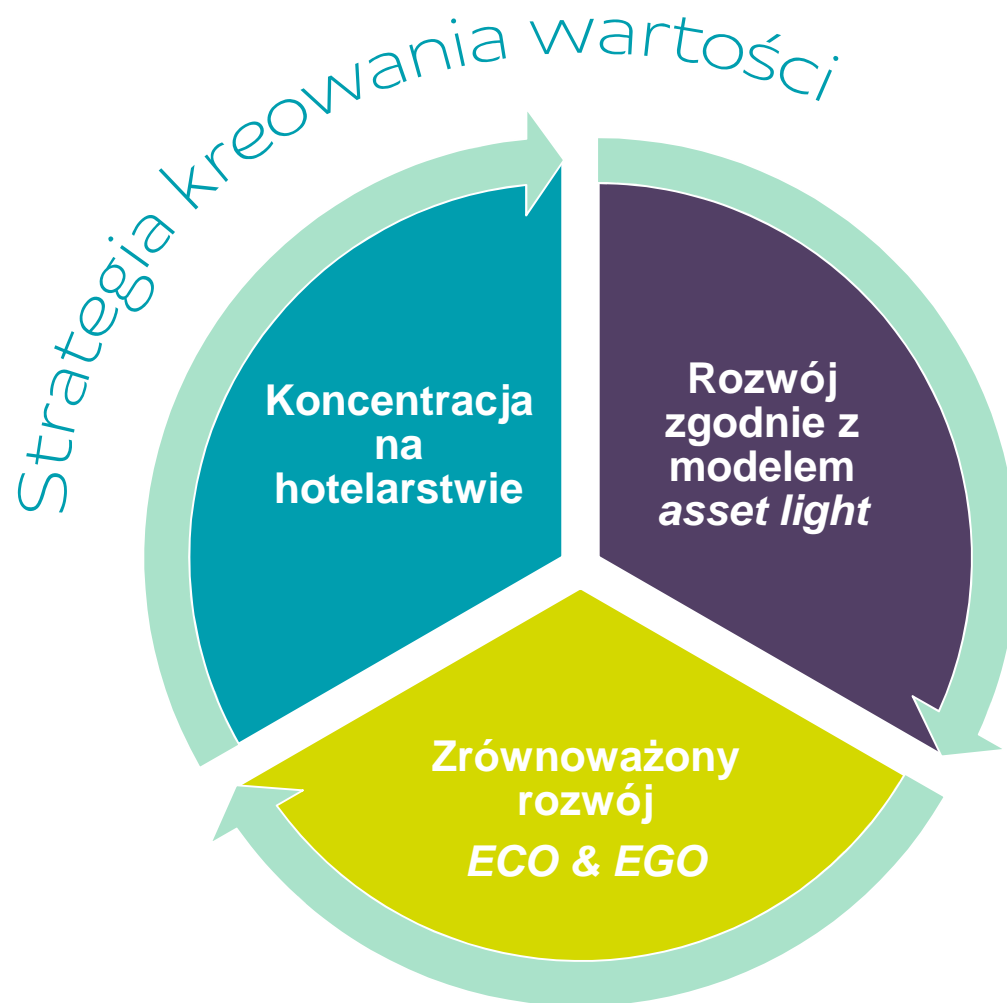 Strategia kreowania wartości
Koncentracja
na
hotelarstwie
Rozwój
zgodnie z
modelem
asset light
Zrównoważony
rozwój
ECO & EGO